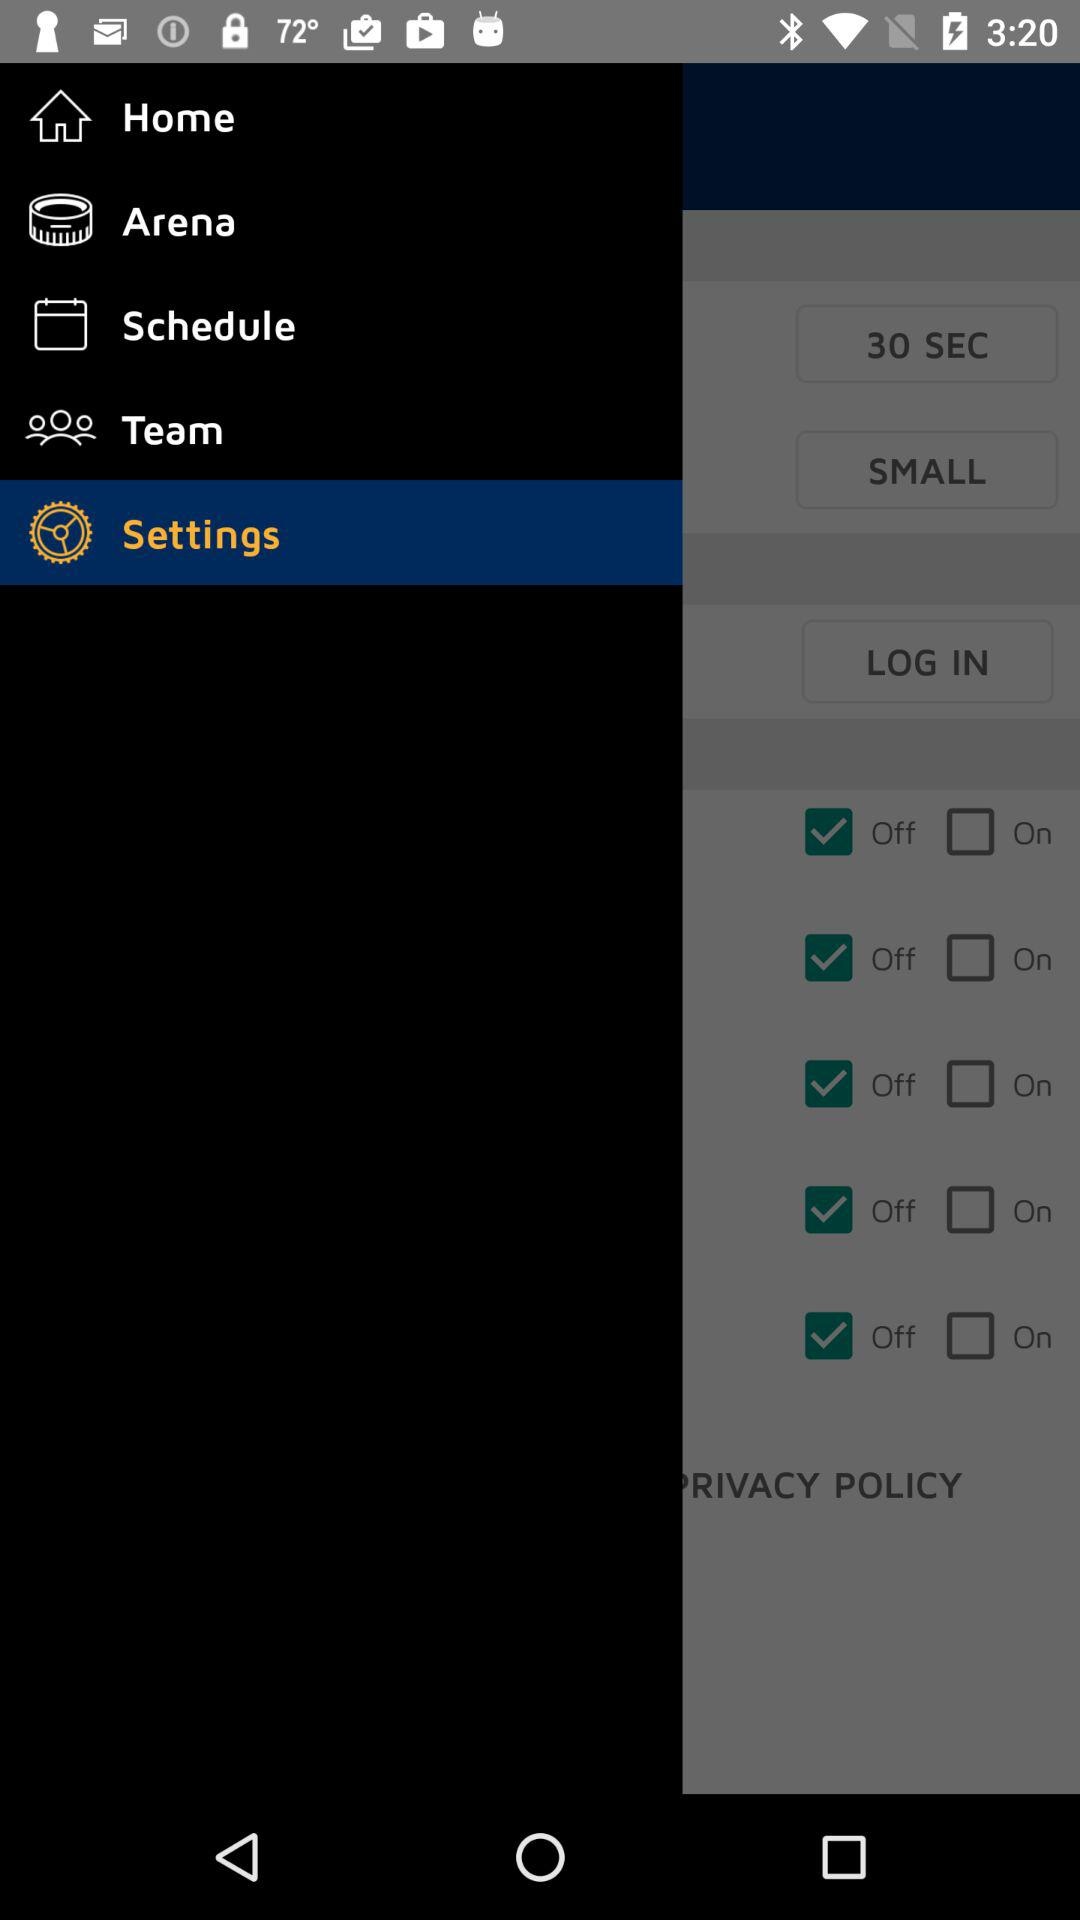 72° 3:20
Home
Arena
Schedule
Team
Settings
30 SEC
SMALL
LOG IN
Off On
Off On
Off On
Off On
Off On
PRIVACY POLICY